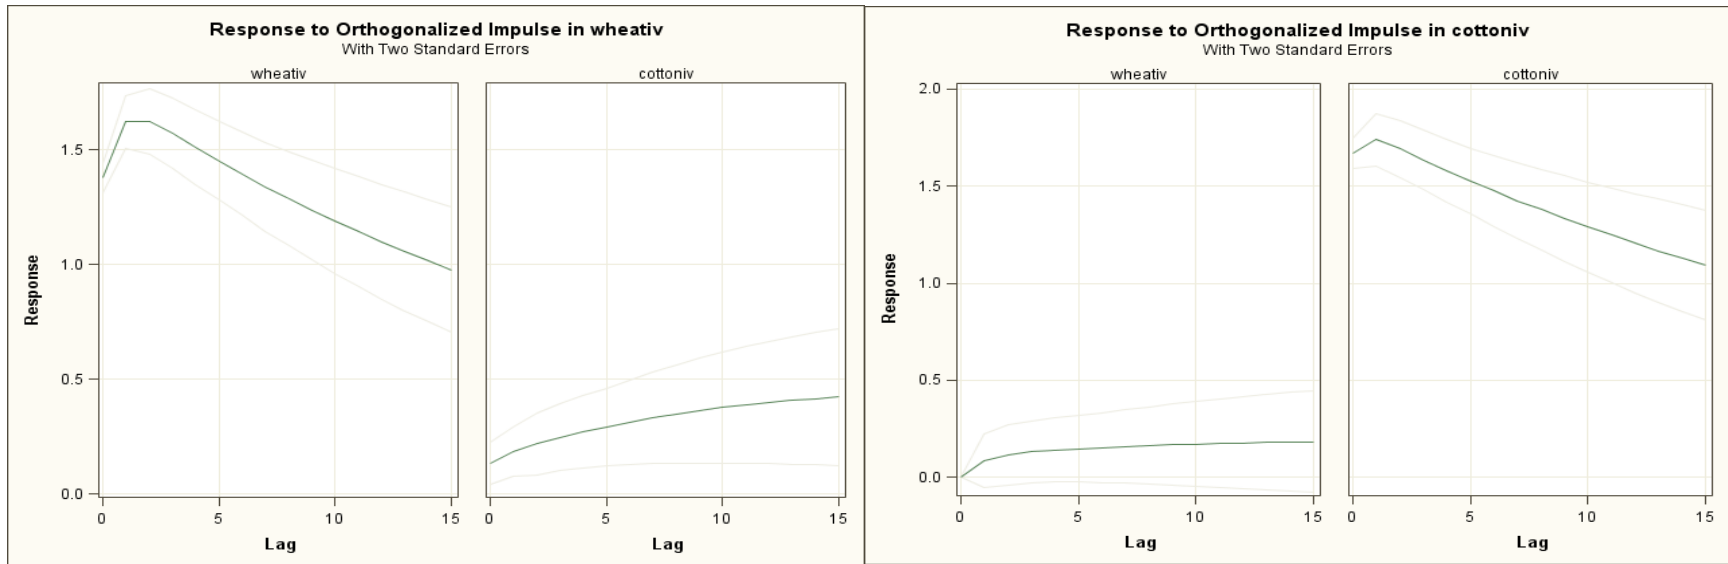 Response to Orthogonalized Impulse in wheativ
With Two Standard Errors
wheativ cottoniv
Response
1.5
1.0
0.5
0.0
0 5 10 15 0 5 10 15
Lag Lag
Response to Orthogonalized Impulse in cottoniv
With Two Standard Errors
wheativ cottoniv
Response
2.0
1.5
1.0
0.5
0.0
0 5 10 15 0 5 10 15
Lag Lag